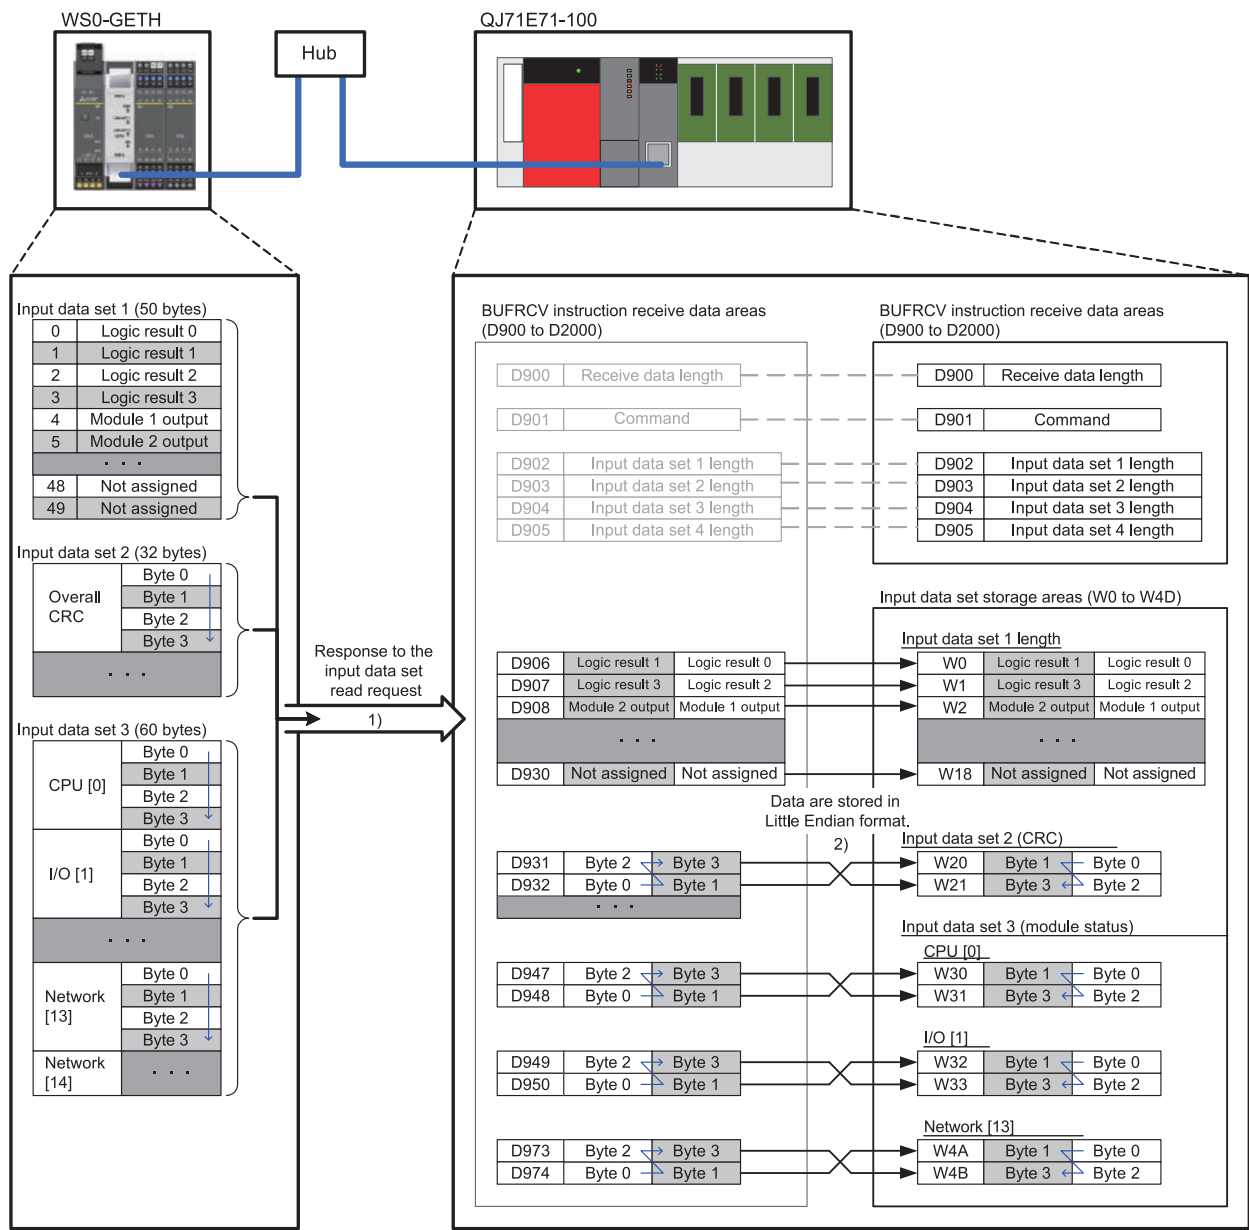 WS0-GETH
Hub
QJ71E71-100
Input data set 1 (50 bytes)
0 Logic result 0
1 Logic result 1
2 Logic result 2
3 Logic result 3
4 Module 1 output
5 Module 2 output
· · ·
48 Not assigned
49 Not assigned
Input data set 2 (32 bytes)
Overall
CRC
Byte 0
Byte 1
Byte 2
Byte 3
· · ·
Input data set 3 (60 bytes)
CPU [0]
Byte 0
Byte 1
Byte 2
Byte 3
I/O [1]
Byte 0
Byte 1
Byte 2
Byte 3
· · ·
Network
[13]
Byte 0
Byte 1
Byte 2
Byte 3
Network
[14]
· · ·
Response to the
input data set
read request
1)
BUFRCV instruction receive data areas
(D900 to D2000)
D900 Receive data length
D901 Command
D902 Input data set 1 length
D903 Input data set 2 length
D904 Input data set 3 length
D905 Input data set 4 length
D906 Logic result 1 Logic result 0
D907 Logic result 3 Logic result 2
D908 Module 2 output Module 1 output
· · ·
D930 Not assigned Not assigned
Data are stored in
Little Endian format.
2)
D931 Byte 2 Byte 3
D932 Byte 0 Byte 1
· · ·
D947 Byte 2 Byte 3
D948 Byte 0 Byte 1
D949 Byte 2 Byte 3
D950 Byte 0 Byte 1
D973 Byte 2 Byte 3
D974 Byte 0 Byte 1
BUFRCV instruction receive data areas
(D900 to D2000)
D900 Receive data length
D901 Command
D902 Input data set 1 length
D903 Input data set 2 length
D904 Input data set 3 length
D905 Input data set 4 length
Input data set storage areas (W0 to W4D)
Input data set 1 length
W0 Logic result 1 Logic result 0
W1 Logic result 3 Logic result 2
W2 Module 2 output Module 1 output
· · ·
W18 Not assigned Not assigned
Input data set 2 (CRC)
W20 Byte 1 Byte 0
W21 Byte 3 Byte 2
Input data set 3 (module status)
CPU [0]
W30 Byte 1 Byte 0
W31 Byte 3 Byte 2
I/O [1]
W32 Byte 1 Byte 0
W33 Byte 3 Byte 2
Network [13]
W4A Byte 1 Byte 0
W4B Byte 3 Byte 2